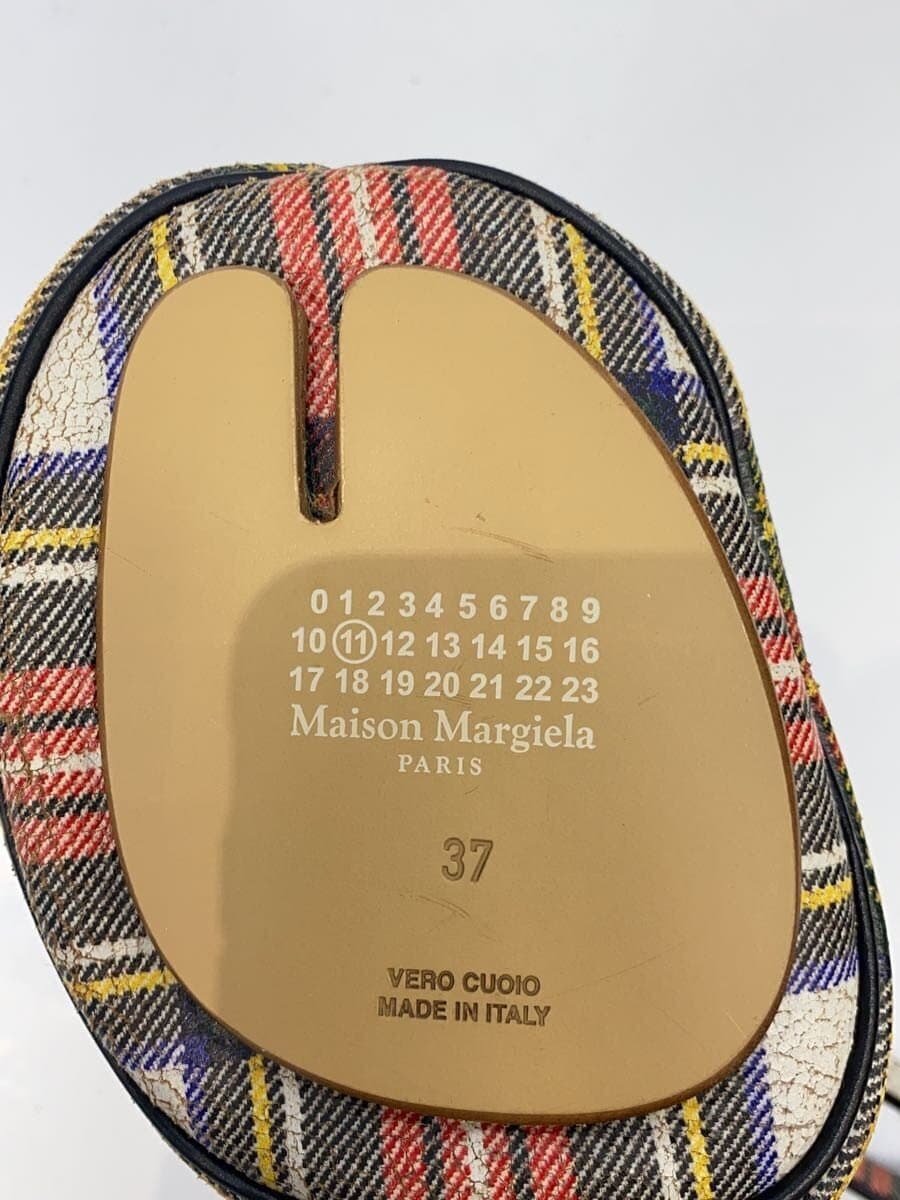 0 1 2 3 4 5 6 7 8 9
10 11 12 13 14 15 16
17 18 19 20 21 22 23
Maison Margiela
PARIS
37
VERO CUOIO
MADE IN ITALY